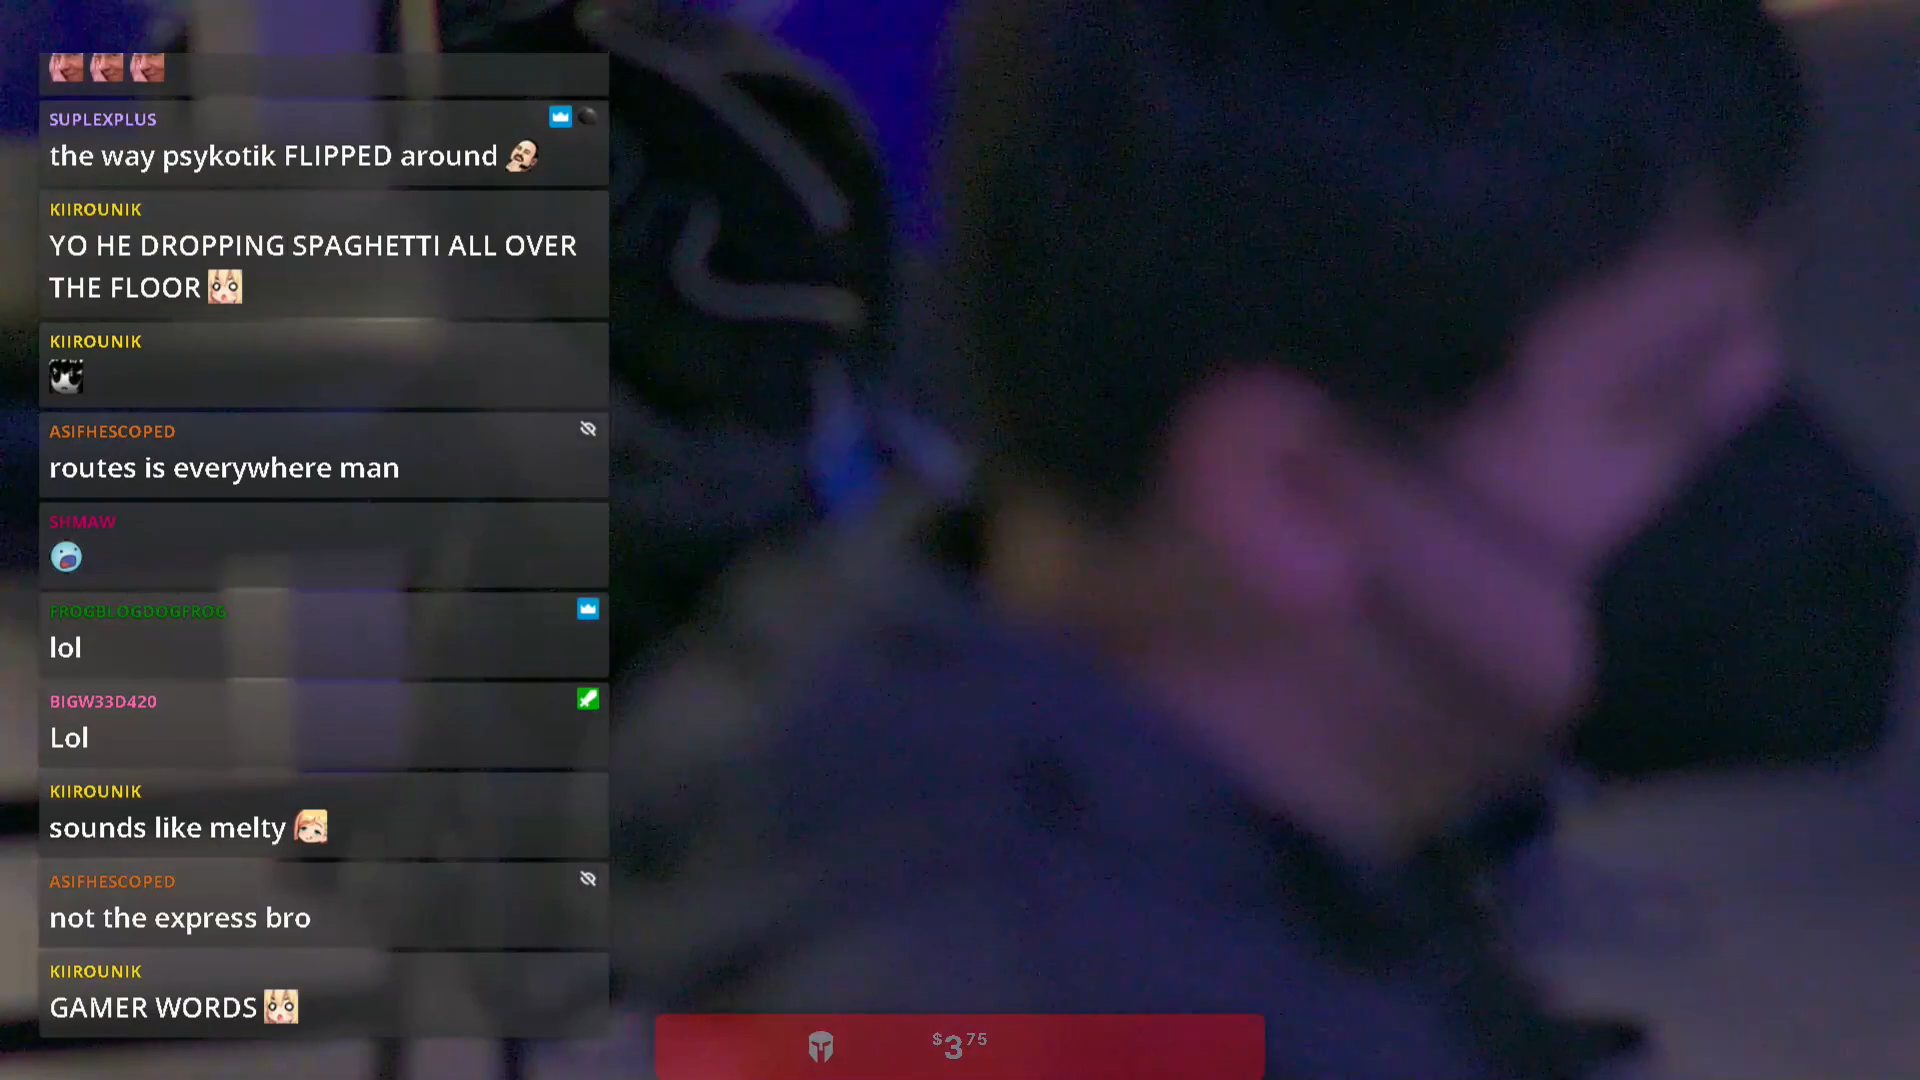 SUPLEXPLUS
the way psykotik FLIPPED around
KIIROUNIK
YO HE DROPPING SPAGHETTI ALL OVER
THE FLOOR
KIIROUNIK
ASIFHESCOPED
routes is everywhere man
SHMAW
FROGBLOGDOGFROG
lol
BIGW33D420
Lol
KIIROUNIK
sounds like melty
ASIFHESCOPED
not the express bro
KIIROUNIK
GAMER WORDS
$3 75